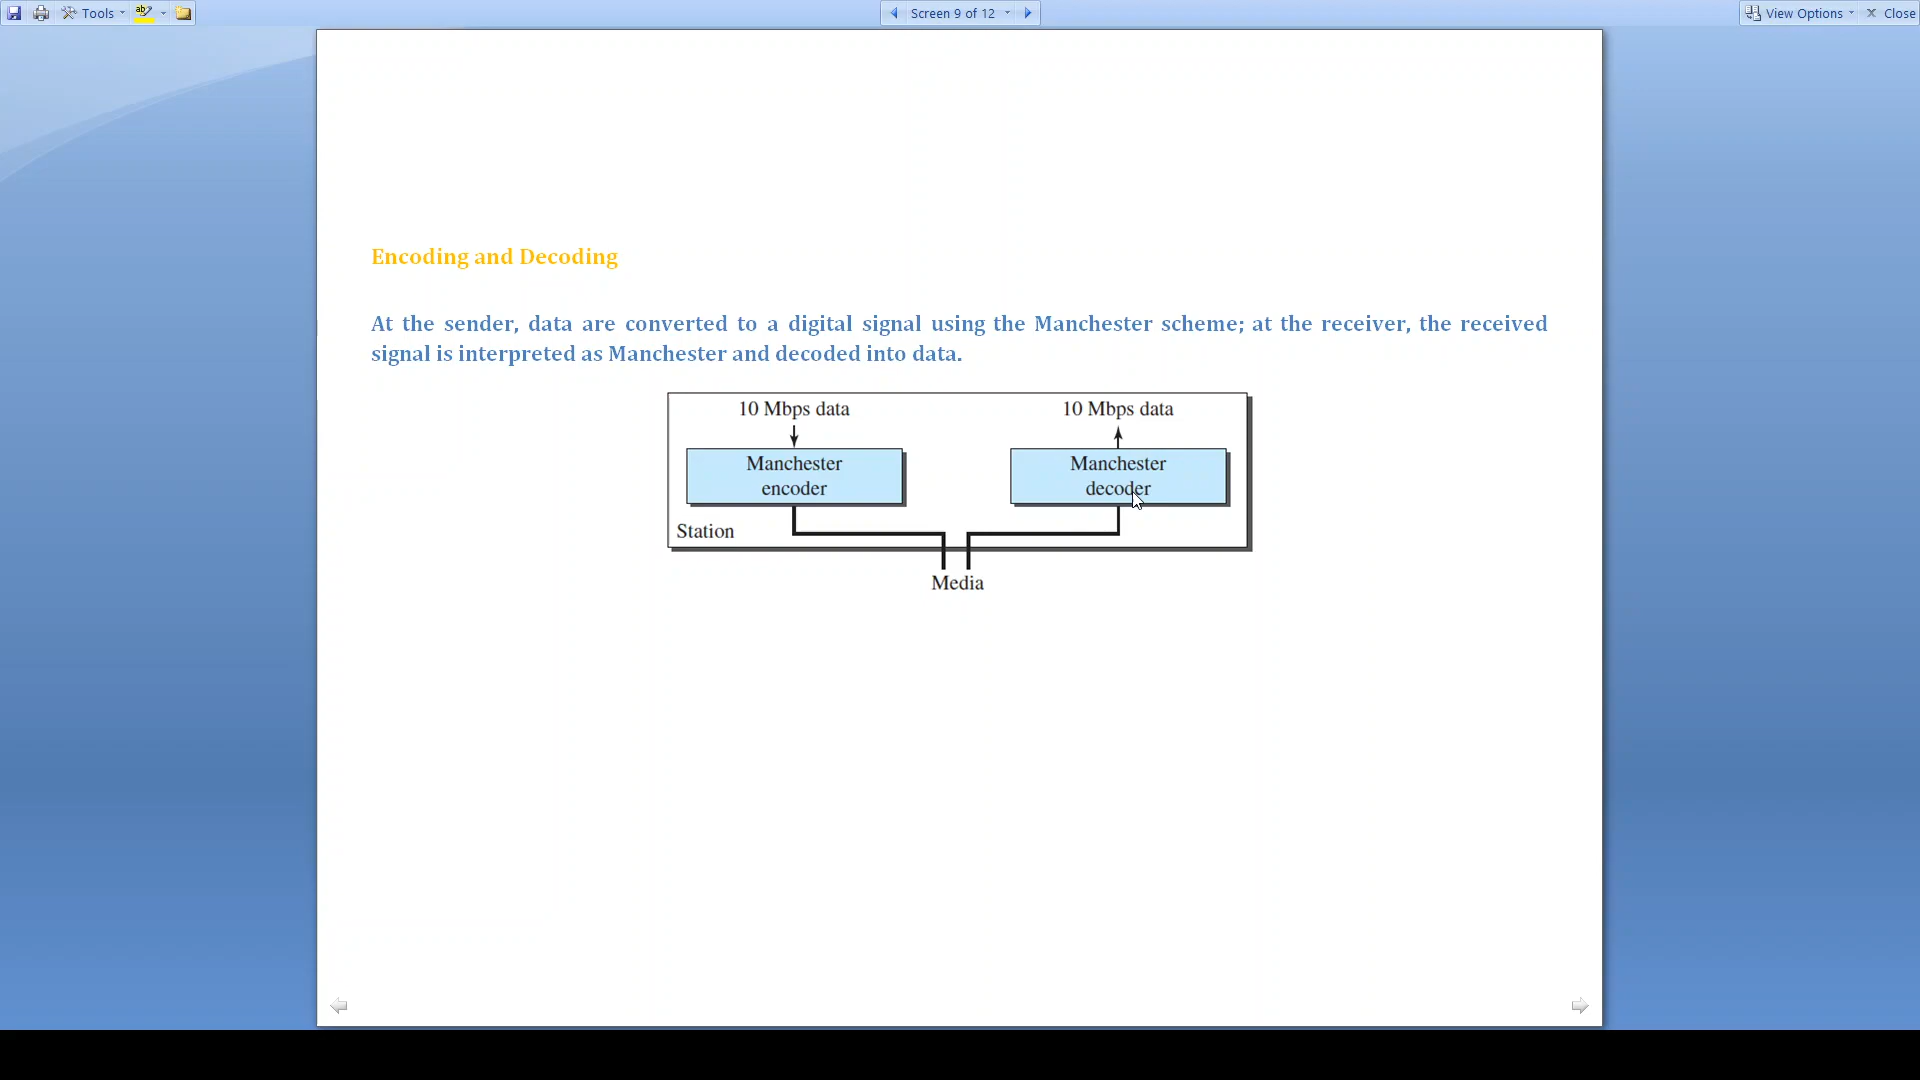 Tools
Screen 9 of 12
View Options
Close
Encoding and Decoding
At the sender, data are converted to a digital signal using the Manchester scheme; at the receiver, the received
signal is interpreted as Manchester and decoded into data.
10 Mbps data
10 Mbps data
Manchester
encoder
Manchester
decoder
Station
Media